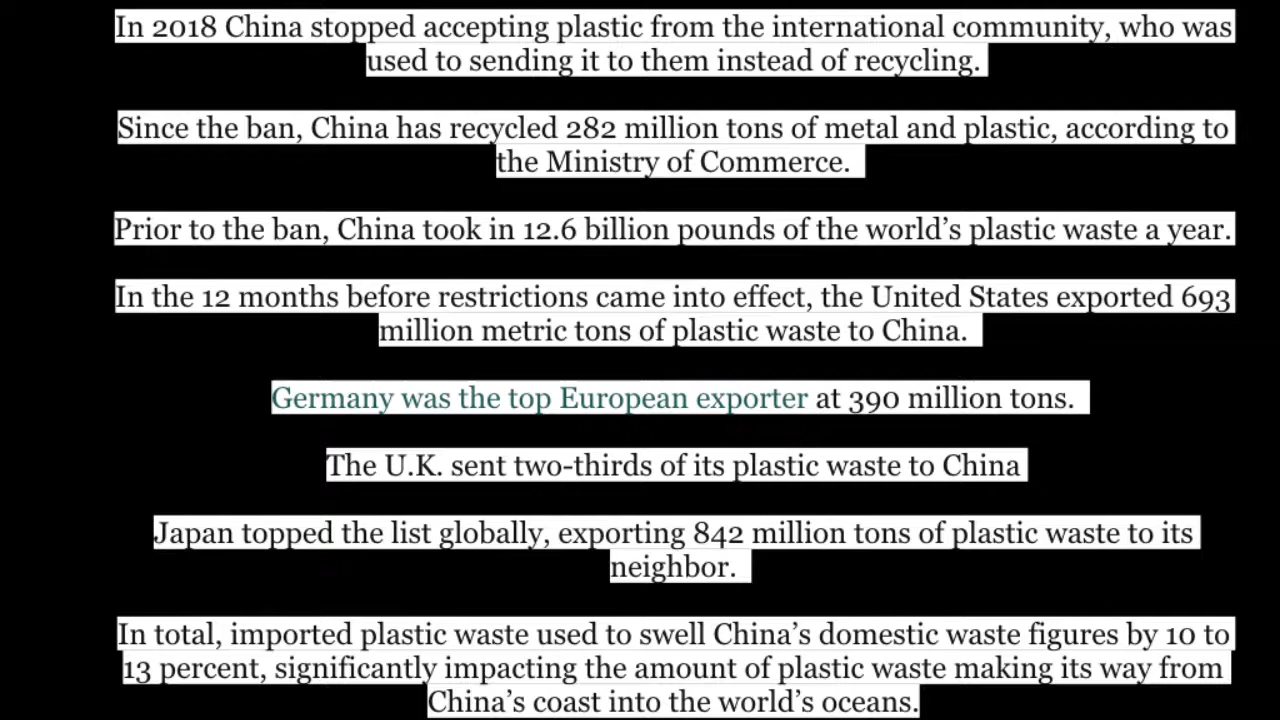 In 2018 China stopped accepting plastic from the international community, who was
used to sending it to them instead of recycling.
Since the ban, China has recycled 282 million tons of metal and plastic, according to
the Ministry of Commerce.
Prior to the ban, China took in 12.6 billion pounds of the world’s plastic waste a year.
In the 12 months before restrictions came into effect, the United States exported 693
million metric tons of plastic waste to China.
Germany was the top European exporter at 390 million tons.
The U.K. sent two-thirds of its plastic waste to China
Japan topped the list globally, exporting 842 million tons of plastic waste to its
neighbor.
In total, imported plastic waste used to swell China’s domestic waste figures by 10 to
13 percent, significantly impacting the amount of plastic waste making its way from
China’s coast into the world’s oceans.